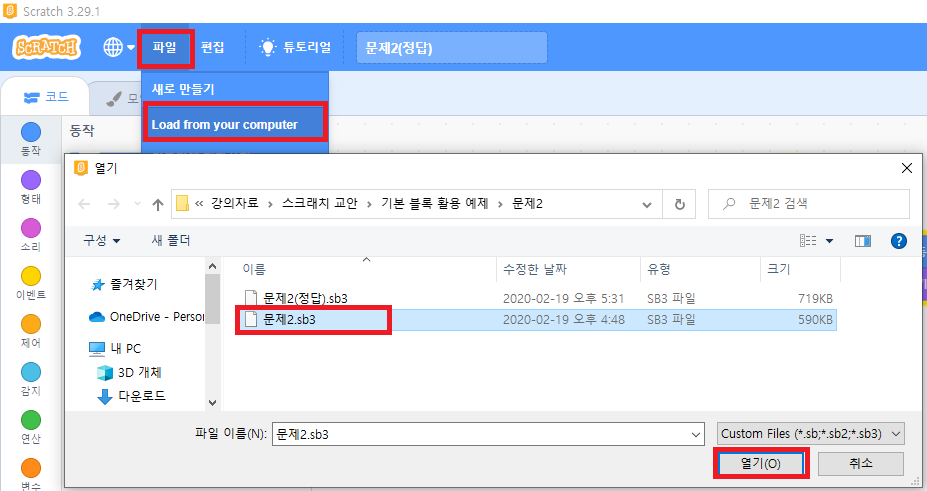 Scratch 3.29.1
SCRATCH 파일 편집 튜토리얼 문제2(정답)
코드 모
새로 만들기
Load from your computer
동작
동작
형태
소리
이벤트
제어
감지
연산
변수
열기
« 강의자료 › 스크래치 교안 › 기본 블록 활용 예제 › 문제2
문제2 검색
구성 새 폴더
이름 수정한 날짜 유형 크기
즐겨찾기
OneDrive - Persor
내 PC
3D 개체
다운로드
문제2(정답).sb3 2020-02-19 오후 5:31 SB3 파일 719KB
문제2.sb3 2020-02-19 오후 4:48 SB3 파일 590KB
파일 이름(N): 문제2.sb3 Custom Files (*.sb;*.sb2;*.sb3)
열기(O) 취소